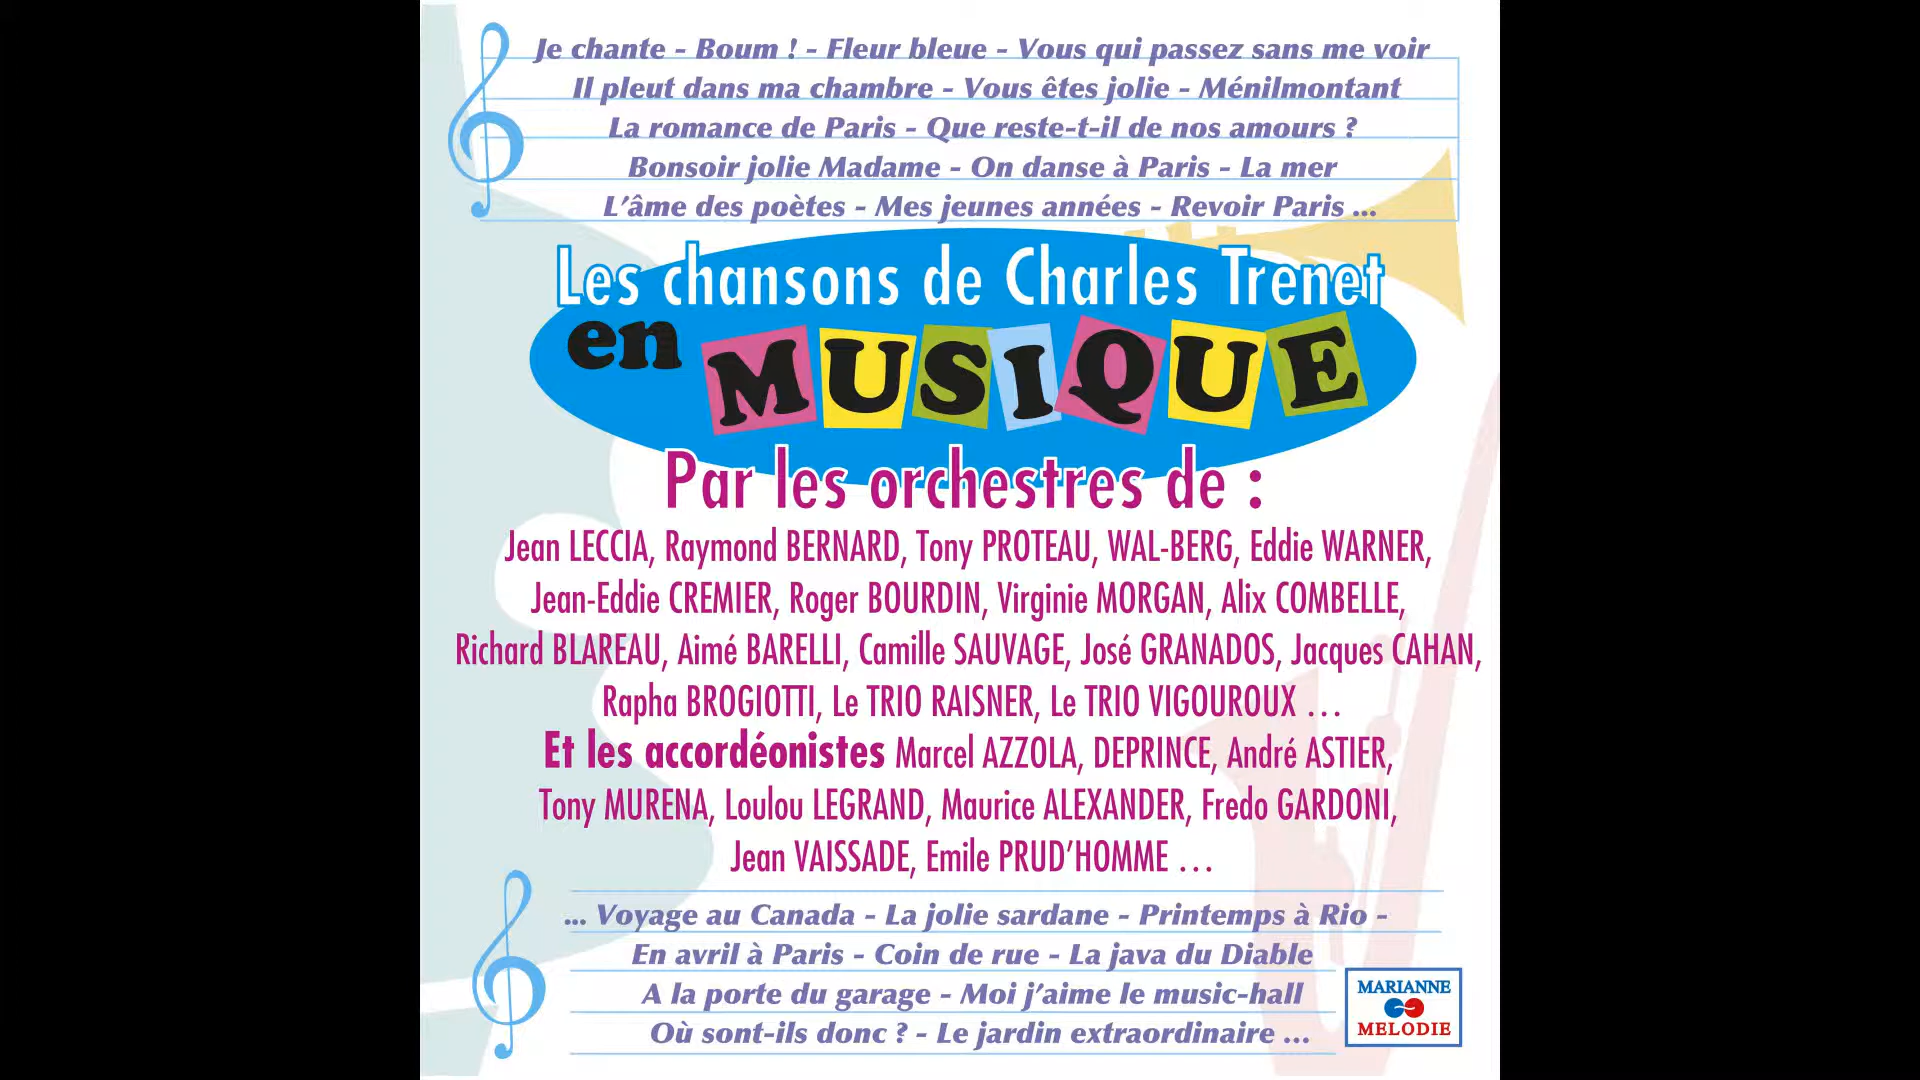 Je chante - Boum ! - Fleur bleue - Vous qui passez sans me voir
Il pleut dans ma chambre - Vous êtes jolie - Ménilmontant
La romance de Paris - Que reste-t-il de nos amours ?
Bonsoir jolie Madame - On danse à Paris - La mer
L'âme des poètes - Mes jeunes années - Revoir Paris ...
Les chansons de Charles Trenet
en MUSIQUE
Par les orchestres de :
Jean LECCIA, Raymond BERNARD, Tony PROTEAU, WAL-BERG, Eddie WARNER,
Jean-Eddie CREMIER, Roger BOURDIN, Virginie MORGAN, Alix COMBELLE,
Richard BLAREAU, Aimé BARELLI, Camille SAUVAGE, José GRANADOS, Jacques CAHAN,
Rapha BROGIOTTI, Le TRIO RAISNER, Le TRIO VIGOUROUX ...
Et les accordéonistes Marcel AZZOLA, DEPRINCE, André ASTIER,
Tony MURENA, Loulou LEGRAND, Maurice ALEXANDER, Fredo GARDONI,
Jean VAISSADE, Emile PRUD'HOMME ...
... Voyage au Canada - La jolie sardane - Printemps à Rio -
En avril à Paris - Coin de rue - La java du Diable
A la porte du garage - Moi j'aime le music-hall
Où sont-ils donc ? - Le jardin extraordinaire ...
MARIANNE
MELODIE